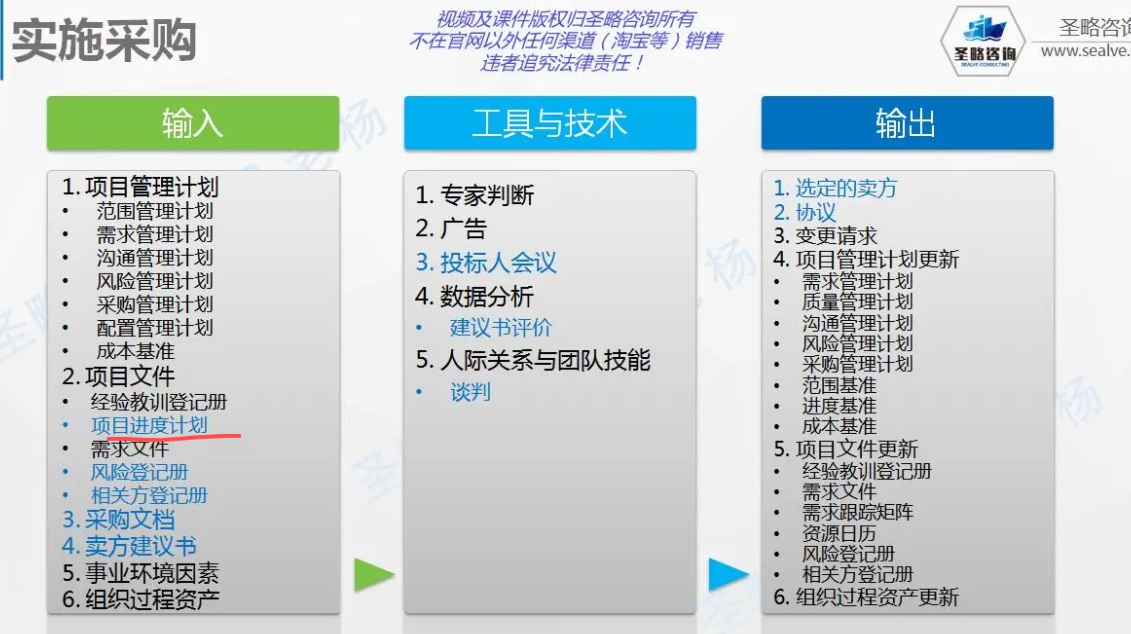 实施采购
视频及课件版权归圣略咨询所有
不在官网以外任何渠道（淘宝等）销售
违者追究法律责任！
圣略咨询
SEALVE CONSULTING
圣略咨询
www.sealve.
输入
1. 项目管理计划
• 范围管理计划
• 需求管理计划
• 沟通管理计划
• 风险管理计划
• 采购管理计划
• 配置管理计划
• 成本基准
2. 项目文件
• 经验教训登记册
• 项目进度计划
• 需求文件
• 风险登记册
• 相关方登记册
3. 采购文档
4. 卖方建议书
5. 事业环境因素
6. 组织过程资产
工具与技术
1. 专家判断
2. 广告
3. 投标人会议
4. 数据分析
• 建议书评价
5. 人际关系与团队技能
• 谈判
输出
1. 选定的卖方
2. 协议
3. 变更请求
4. 项目管理计划更新
• 需求管理计划
• 质量管理计划
• 沟通管理计划
• 风险管理计划
• 采购管理计划
• 范围基准
• 进度基准
• 成本基准
5. 项目文件更新
• 经验教训登记册
• 需求文件
• 需求跟踪矩阵
• 资源日历
• 风险登记册
• 相关方登记册
6. 组织过程资产更新